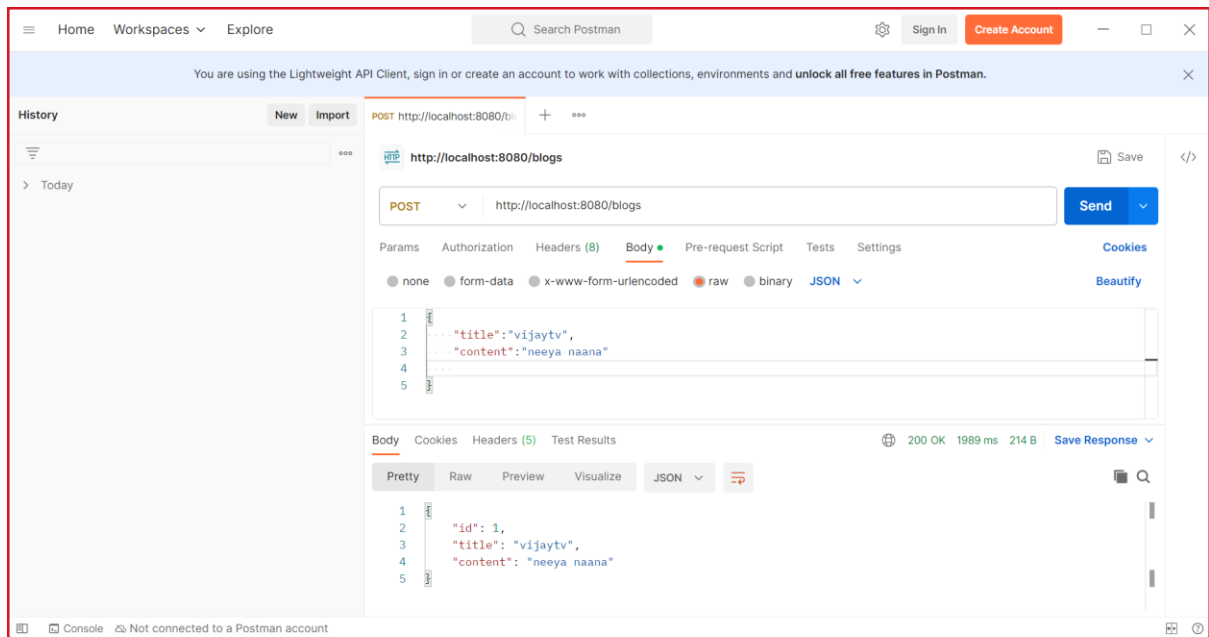 Home Workspaces Explore Search Postman Sign In Create Account
You are using the Lightweight API Client, sign in or create an account to work with collections, environments and unlock all free features in Postman.
History New Import
POST http://localhost:8080/bl
Today
HTTP http://localhost:8080/blogs Save </>
POST http://localhost:8080/blogs Send
Params Authorization Headers (8) Body Pre-request Script Tests Settings Cookies
none form-data x-www-form-urlencoded raw binary JSON Beautify
1 {
2 "title":"vijaytv",
3 "content":"neeya naana"
4
5 }
Body Cookies Headers (5) Test Results 200 OK 1989 ms 214 B Save Response
Pretty Raw Preview Visualize JSON
1 {
2 "id": 1,
3 "title": "vijaytv",
4 "content": "neeya naana"
5 }
Console Not connected to a Postman account